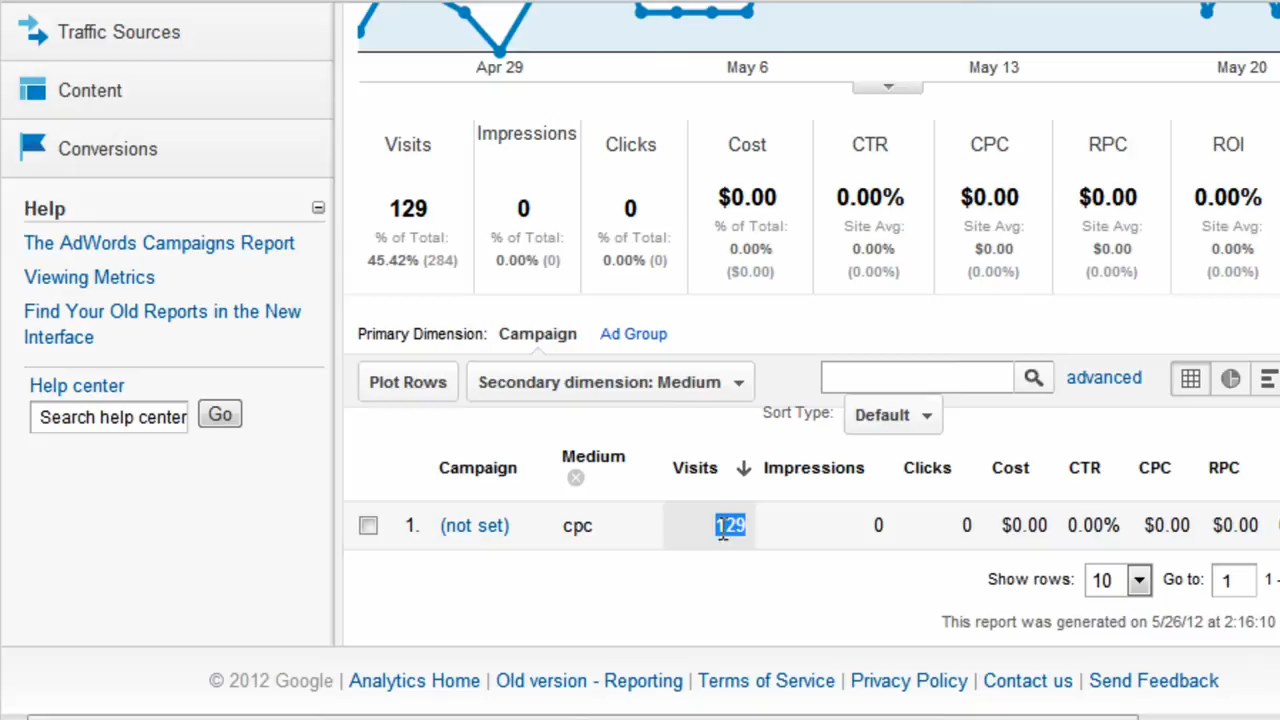 Traffic Sources
Content
Conversions
Help
The AdWords Campaigns Report
Viewing Metrics
Find Your Old Reports in the New
Interface
Help center
Search help center Go
Apr 29 May 6 May 13 May 20
Visits Impressions Clicks Cost CTR CPC RPC ROI
129 0 0 $0.00 0.00% $0.00 $0.00 0.00%
% of Total: % of Total: % of Total: % of Total: Site Avg: Site Avg: Site Avg: Site Avg:
45.42% (284) 0.00% (0) 0.00% (0) 0.00% 0.00% $0.00 $0.00 0.00%
($0.00) (0.00%) (0.00%) (0.00%) (0.00%)
Primary Dimension: Campaign Ad Group
Plot Rows Secondary dimension: Medium advanced
Sort Type: Default
Campaign Medium Visits Impressions Clicks Cost CTR CPC RPC
1. (not set) cpc 129 0 0 $0.00 0.00% $0.00 $0.00
Show rows: 10 Go to: 1 1 -
This report was generated on 5/26/12 at 2:16:10
© 2012 Google | Analytics Home | Old version - Reporting | Terms of Service | Privacy Policy | Contact us | Send Feedback